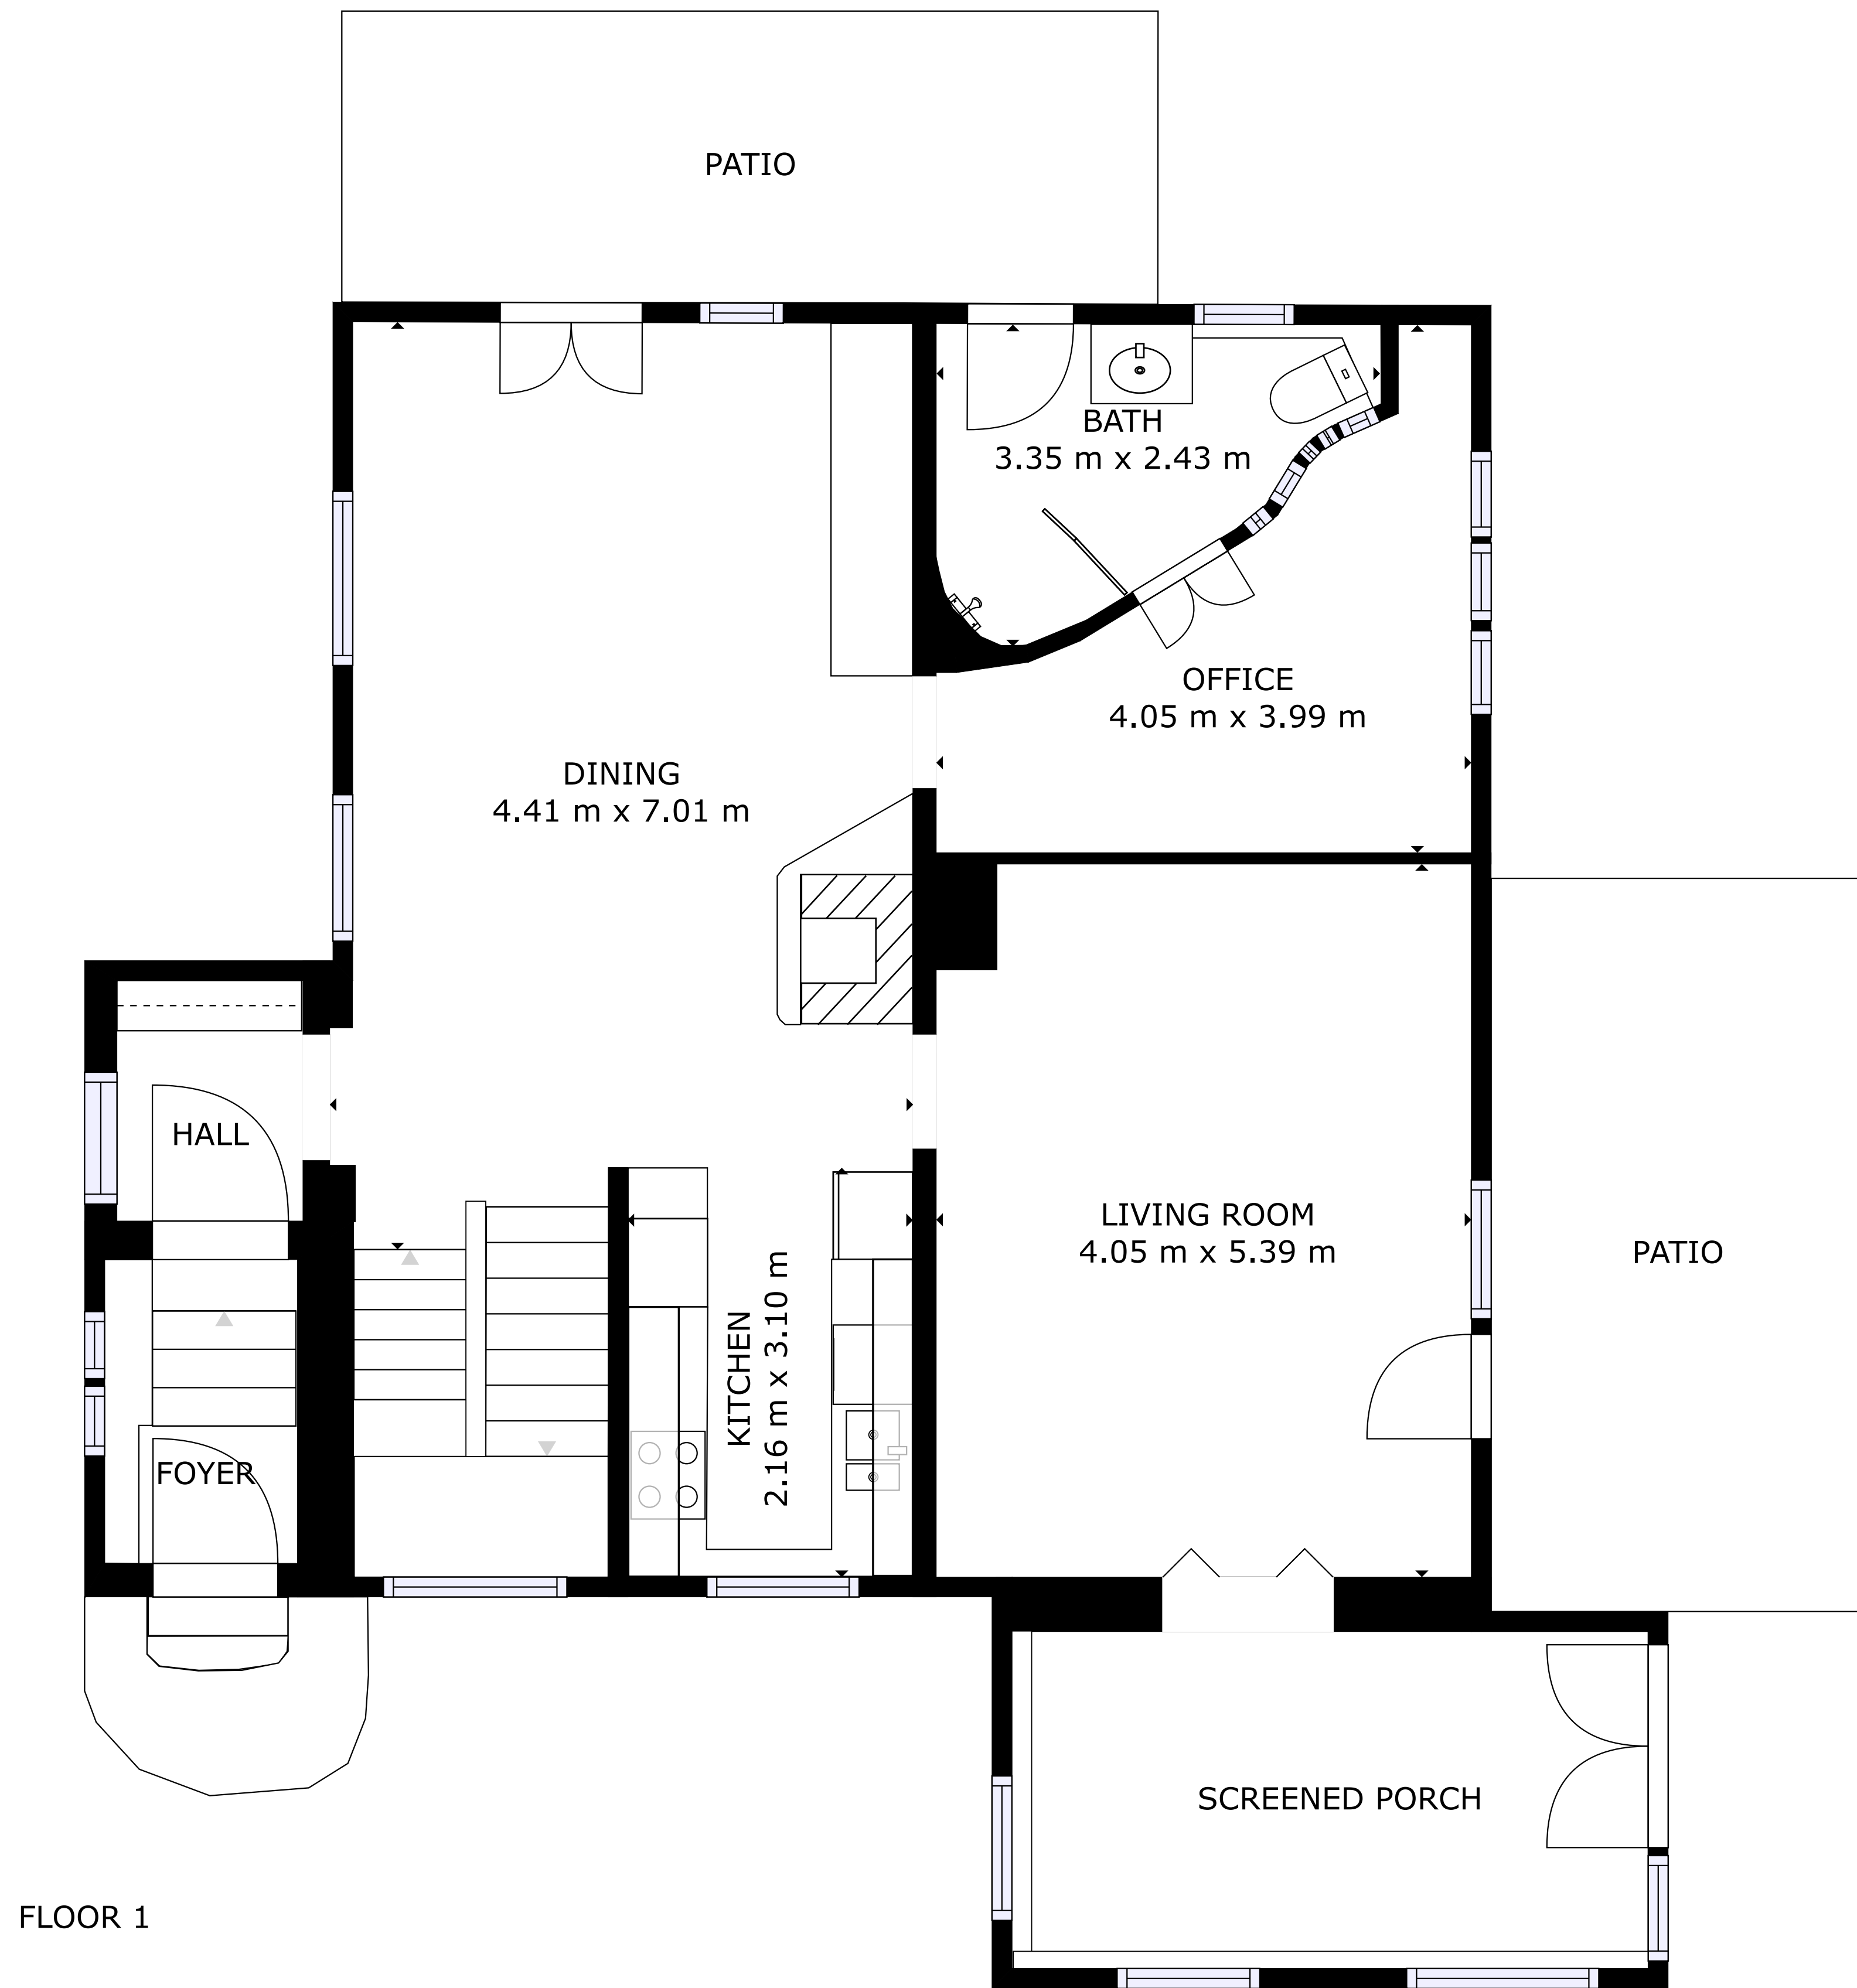 PATIO
BATH
3.35 m x 2.43 m
OFFICE
4.05 m x 3.99 m
DINING
4.41 m x 7.01 m
HALL
LIVING ROOM
4.05 m x 5.39 m
PATIO
KITCHEN
2.16 m x 3.10 m
FOYER
SCREENED PORCH
FLOOR 1